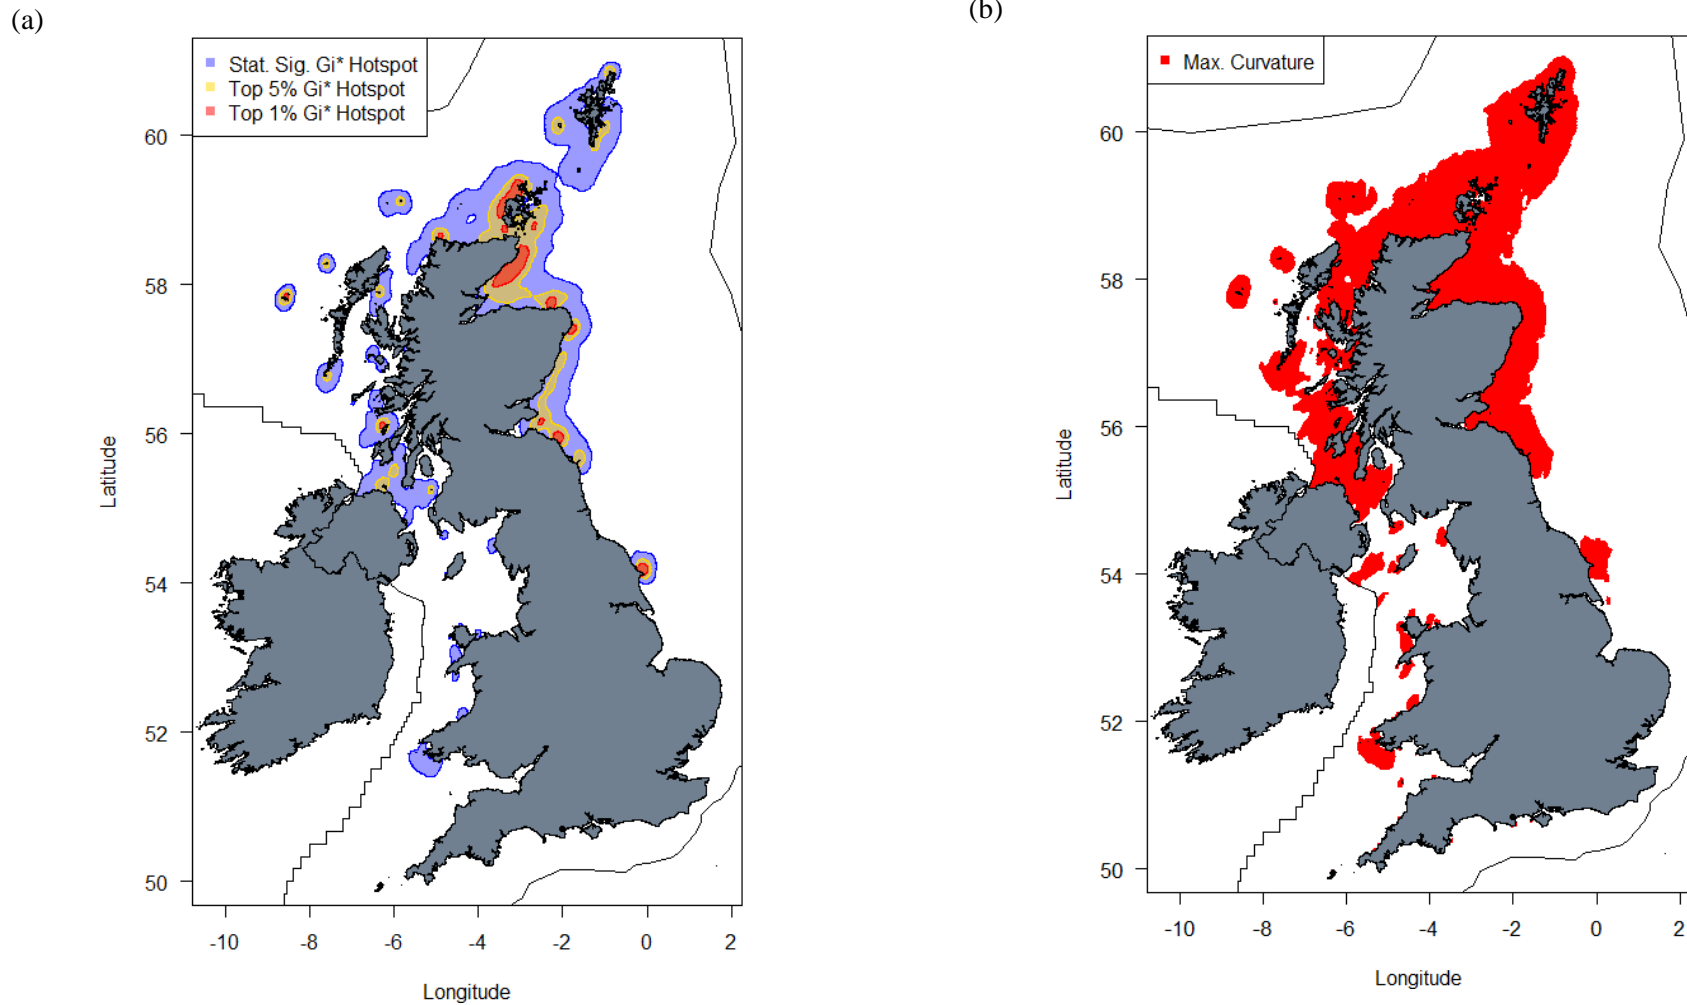 (a)
Stat. Sig. Gi* Hotspot
Top 5% Gi* Hotspot
Top 1% Gi* Hotspot
60
58
56
54
52
50
Latitude
-10 -8 -6 -4 -2 0 2
Longitude
(b)
Max. Curvature
60
58
56
54
52
50
Latitude
-10 -8 -6 -4 -2 0 2
Longitude